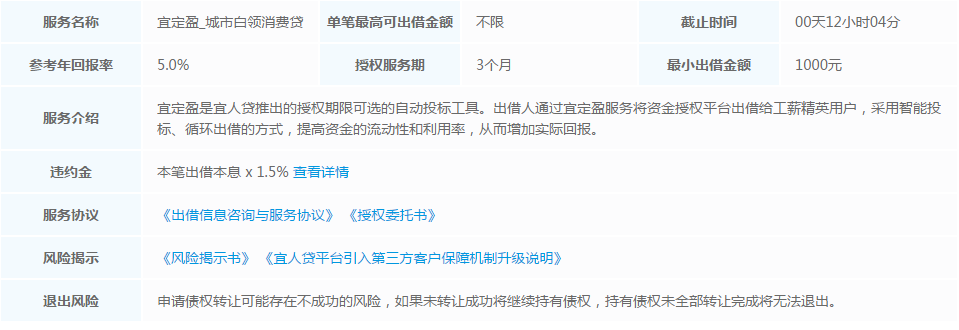 服务名称 宜定盈_城市白领消费贷 单笔最高可出借金额 不限 截止时间 00天12小时04分
参考年回报率 5.0% 授权服务期 3个月 最小出借金额 1000元
服务介绍 宜定盈是宜人贷推出的授权期限可选的自动投标工具。出借人通过宜定盈服务将资金授权平台出借给工薪精英用户，采用智能投
标、循环出借的方式，提高资金的流动性和利用率，从而增加实际回报。
违约金 本笔出借本息 x 1.5% 查看详情
服务协议 《出借信息咨询与服务协议》 《授权委托书》
风险揭示 《风险揭示书》 《宜人贷平台引入第三方客户保障机制升级说明》
退出风险 申请债权转让可能存在不成功的风险，如果未转让成功将继续持有债权，持有债权未全部转让完成将无法退出。